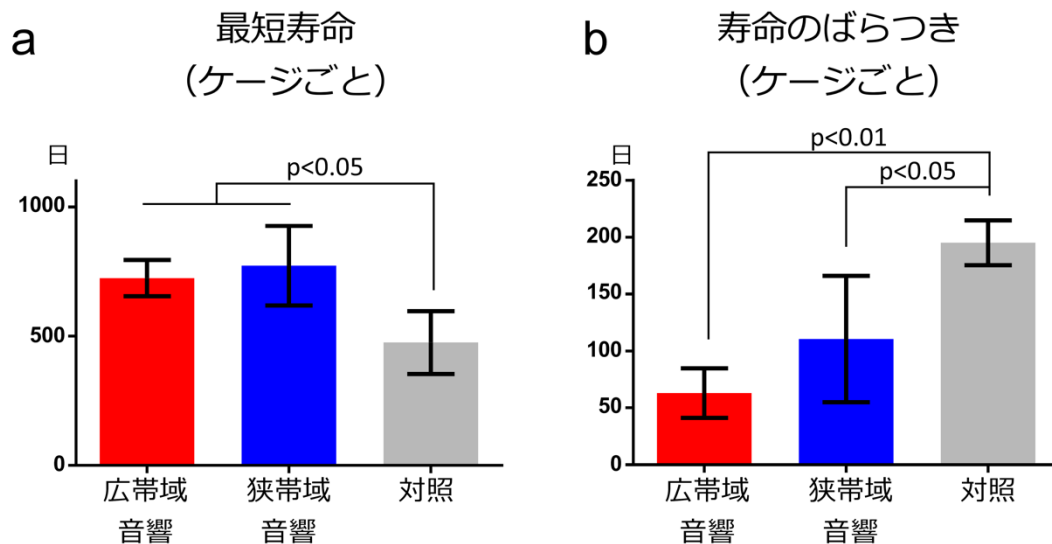 a
最短寿命
（ケージごと）
日
p<0.05
1000
500
0
広帯域
音響
狭帯域
音響
対照
b
寿命のばらつき
（ケージごと）
日
p<0.01
p<0.05
250
200
150
100
50
0
広帯域
音響
狭帯域
音響
対照